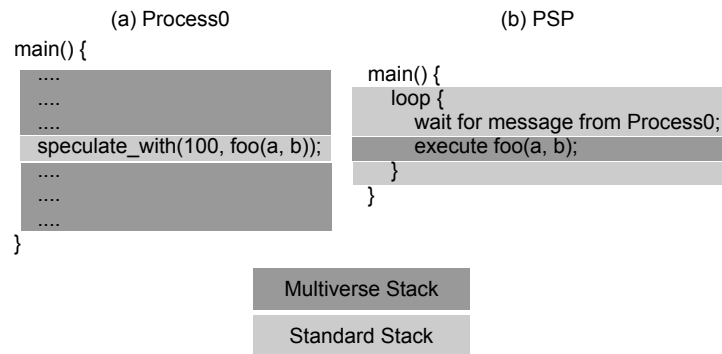 (a) Process0
main() {
....
....
....
speculate_with(100, foo(a, b));
....
....
....
}
(b) PSP
main() {
loop {
wait for message from Process0;
execute foo(a, b);
}
}
Multiverse Stack
Standard Stack